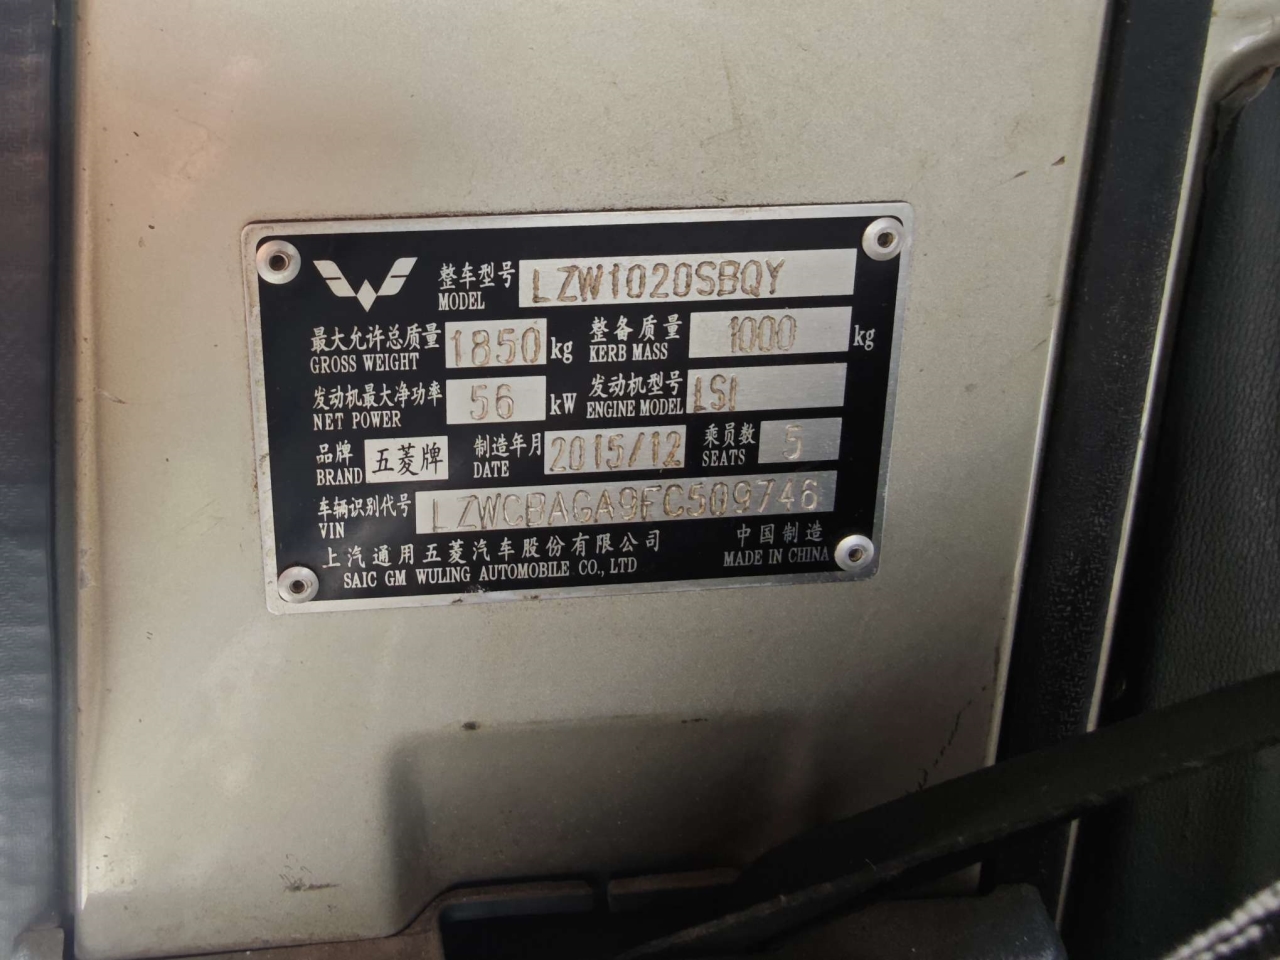 整车型号 LZW1020SBQY
MODEL
最大允许总质量 1850 kg 整备质量 1000 kg
GROSS WEIGHT KERB MASS
发动机最大净功率 56 kW 发动机型号 LSI
NET POWER ENGINE MODEL
品牌 五菱牌 制造年月 2015/12 乘员数 5
BRAND DATE SEATS
车辆识别代号 LZWCBAGA9FC509746
VIN
上汽通用五菱汽车股份有限公司 中国制造
SAIC GM WULING AUTOMOBILE CO., LTD MADE IN CHINA